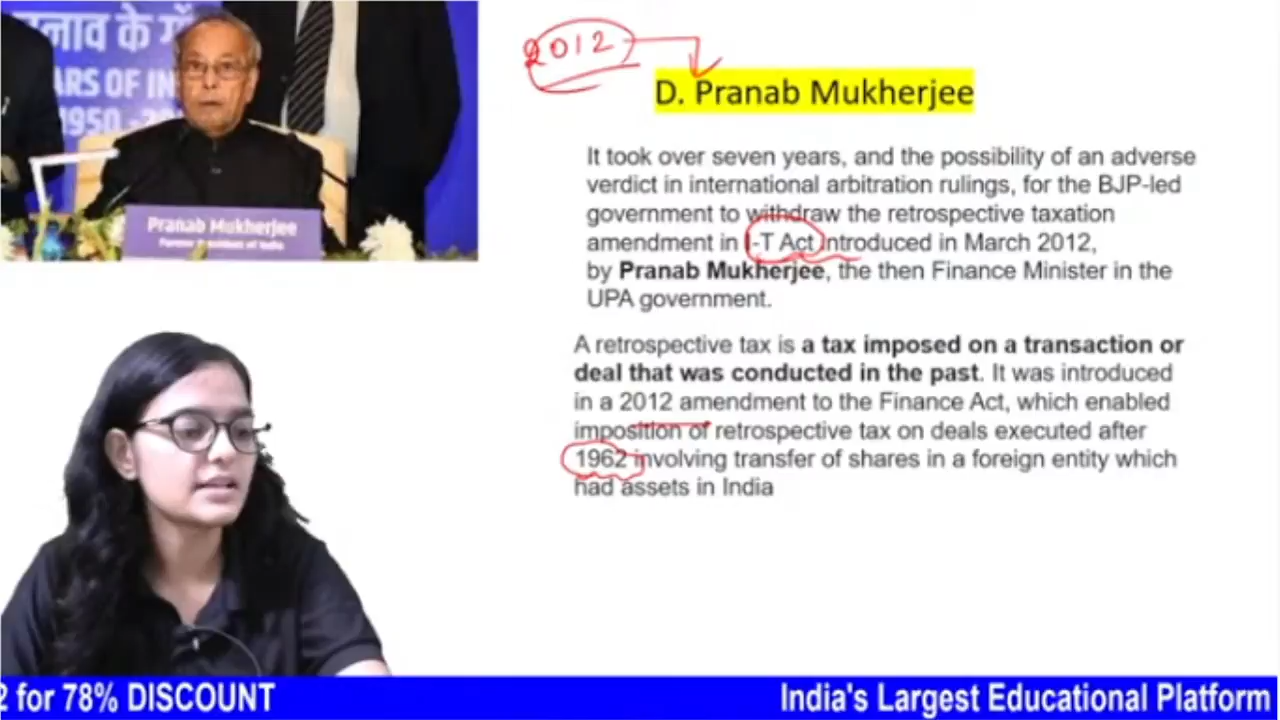 चुनाव के
ARS OF IN
1950
Pranab Mukherjee
Former President of India
2012
D. Pranab Mukherjee
It took over seven years, and the possibility of an adverse
verdict in international arbitration rulings, for the BJP-led
government to withdraw the retrospective taxation
amendment in I-T Act introduced in March 2012,
by Pranab Mukherjee, the then Finance Minister in the
UPA government.
A retrospective tax is a tax imposed on a transaction or
deal that was conducted in the past. It was introduced
in a 2012 amendment to the Finance Act, which enabled
imposition of retrospective tax on deals executed after
1962 involving transfer of shares in a foreign entity which
had assets in India
2 for 78% DISCOUNT
India's Largest Educational Platform